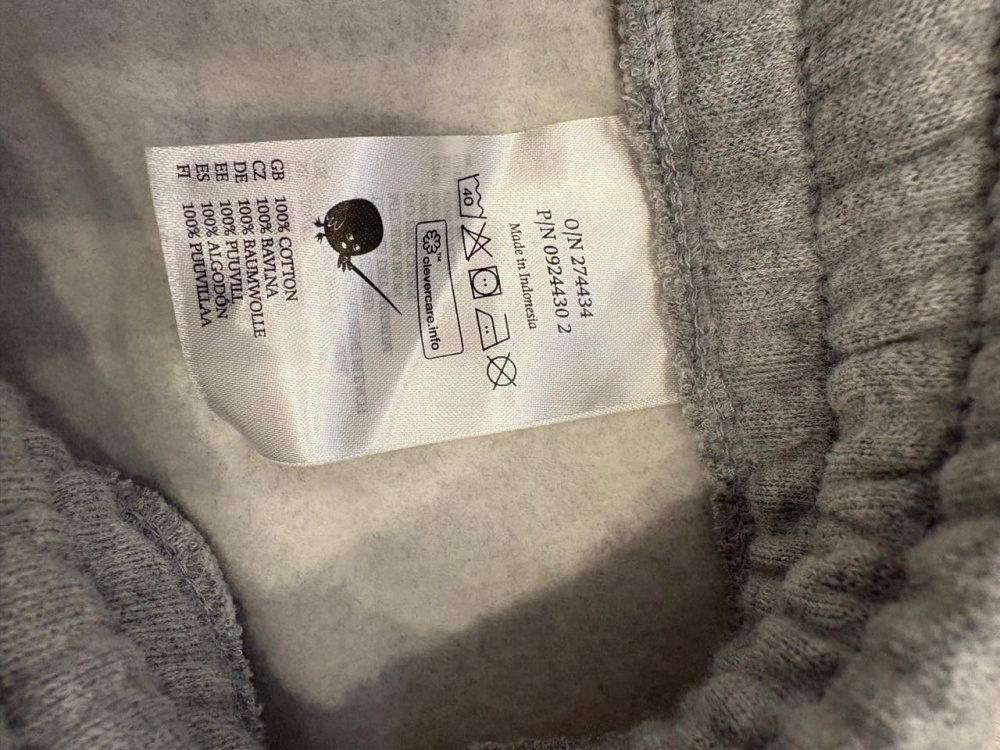 O/N 274434
P/N 0924430 2
Made in Indonesia
40
™
clevercare.info
GB 100% COTTON
CZ 100% BAVLNA
DE 100% BAUMWOLLE
EE 100% PUUVILL
ES 100% ALGODÓN
FI 100% PUUVILLAA